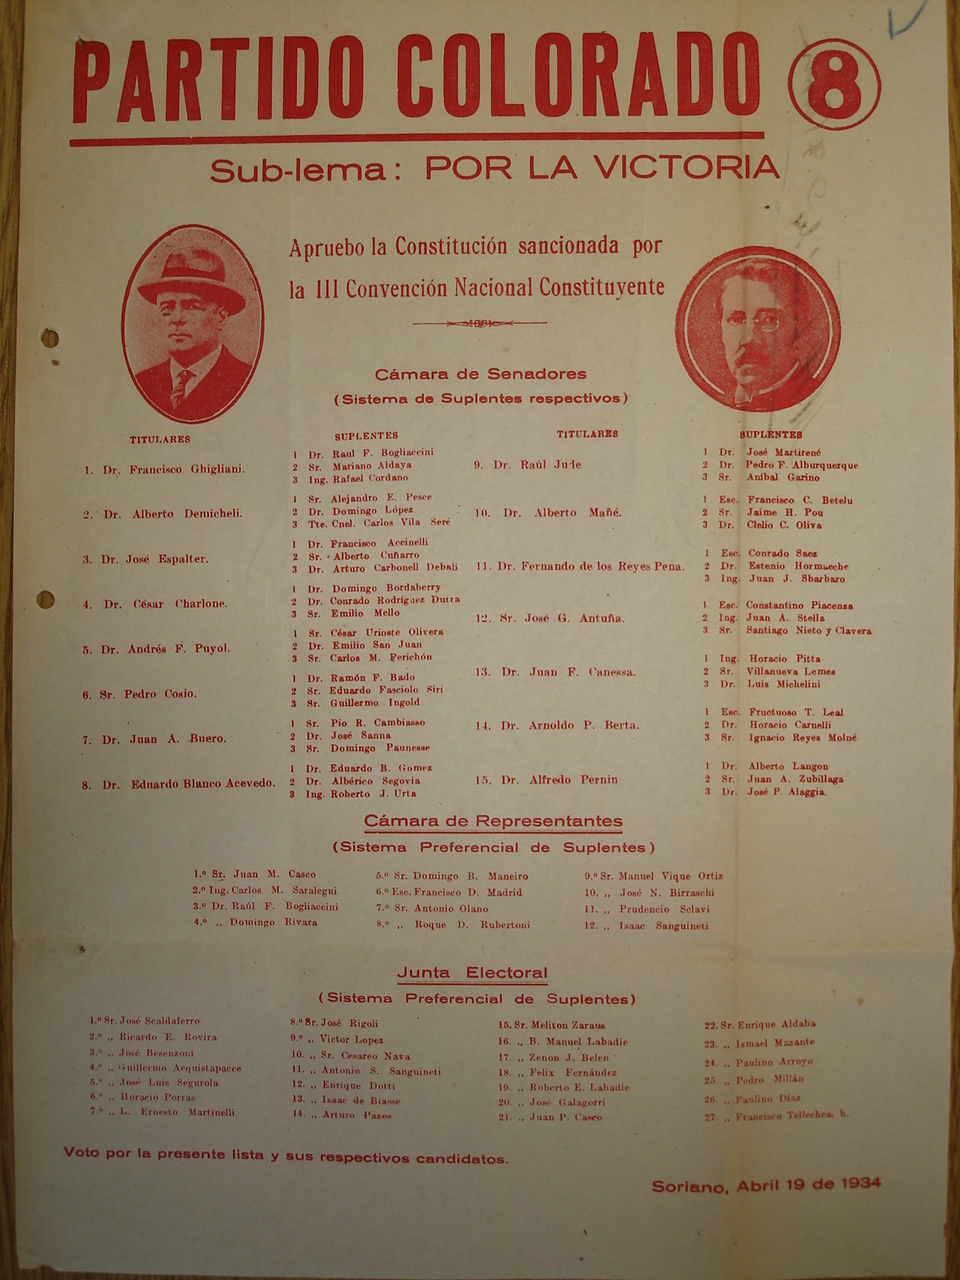 PARTIDO COLORADO 8
Sub-lema: POR LA VICTORIA
Apruebo la Constitución sancionada por
la III Convención Nacional Constituyente
Cámara de Senadores
(Sistema de Suplentes respectivos)
TITULARES
SUPLENTES
1. Dr. Francisco Ghigliani.
1 Dr. Raul F. Bogliaccini
2 Sr. Mariano Aldaya
3 Ing. Rafael Cordano
2. Dr. Alberto Demicheli.
1 Sr. Alejandro E. Pesce
2 Dr. Domingo López
3 Tte. Cnel. Carlos Vila Seré
3. Dr. José Espalter.
1 Dr. Francisco Accinelli
2 Sr. Alberto Cuñarro
3 Dr. Arturo Carbonell Debali
4. Dr. César Charlone.
1 Dr. Domingo Bordaberry
2 Dr. Conrado Rodríguez Dutra
3 Sr. Emilio Mello
5. Dr. Andrés F. Puyol.
1 Sr. César Urioste Olivera
2 Dr. Emilio San Juan
3 Sr. Carlos M. Perichón
6. Sr. Pedro Cosio.
1 Dr. Ramón F. Bado
2 Sr. Eduardo Fasciolo Siri
3 Sr. Guillermo Ingold
7. Dr. Juan A. Buero.
1 Sr. Pio R. Cambiasso
2 Dr. José Sanna
3 Sr. Domingo Paunesse
8. Dr. Eduardo Blanco Acevedo.
1 Dr. Eduardo B. Gomez
2 Dr. Albérico Segovia
3 Ing. Roberto J. Urta
TITULARES
SUPLENTES
9. Dr. Raúl Jude
1 Dr. José Martirené
2 Dr. Pedro F. Alburquerque
3 Sr. Aníbal Garino
10. Dr. Alberto Mañé.
1 Esc. Francisco C. Betelu
2 Sr. Jaime H. Pou
3 Dr. Clelio C. Oliva
11. Dr. Fernando de los Reyes Pena.
1 Esc. Conrado Saez
2 Dr. Estenio Hormaeche
3 Ing. Juan J. Sbarbaro
12. Sr. José G. Antuña.
1 Esc. Constantino Piacenza
2 Ing. Juan A. Stella
3 Sr. Santiago Nieto y Clavera
13. Dr. Juan F. Canessa.
1 Ing. Horacio Pitta
2 Sr. Villanueva Lemes
3 Dr. Luis Michelini
14. Dr. Arnoldo P. Berta.
1 Esc. Fructuoso T. Leal
2 Dr. Horacio Carnelli
3 Sr. Ignacio Reyes Molné
15. Dr. Alfredo Pernin
1 Dr. Alberto Langon
2 Sr. Juan A. Zubillaga
3 Dr. José P. Alaggia.
Cámara de Representantes
(Sistema Preferencial de Suplentes)
1.º Sr. Juan M. Casco
2.º Ing. Carlos M. Saralegui
3.º Dr. Raúl F. Bogliaccini
4.º ,, Domingo Rivara
5.º Sr. Domingo B. Maneiro
6.º Esc. Francisco D. Madrid
7.º Sr. Antonio Olano
8.º ,, Roque D. Rubertoni
9.º Sr. Manuel Vique Ortiz
10. ,, José N. Birraschi
11. ,, Prudencio Sclavi
12. ,, Isaac Sanguineti
Junta Electoral
(Sistema Preferencial de Suplentes)
1.º Sr. José Scaldaferro
2.º ,, Ricardo E. Rovira
3.º ,, José Besenzoni
4.º ,, Guillermo Acquistapacce
5.º ,, José Luis Segurola
6.º ,, Horacio Porras
7.º ,, L. Ernesto Martinelli
8.º Sr. José Rigoli
9.º ,, Victor Lopez
10. ,, Sr. Cesareo Nava
11. ,, Antonio S. Sanguineti
12. ,, Enrique Dotti
13. ,, Isaac de Biasse
14. ,, Arturo Pazos
15. Sr. Meliton Zaraus
16. ,, B. Manuel Labadie
17. ,, Zenon J. Belen
18. ,, Felix Fernández
19. ,, Roberto E. Labadie
20. ,, José Galagorri
21. ,, Juan P. Casco
22. Sr. Enrique Aldaba
23. ,, Ismael Mazante
24. ,, Paulino Arroyo
25. ,, Pedro Millán
26. ,, Paulino Diaz
27. ,, Francisco Tellechea, h.
Voto por la presente lista y sus respectivos candidatos.
Soriano, Abril 19 de 1934